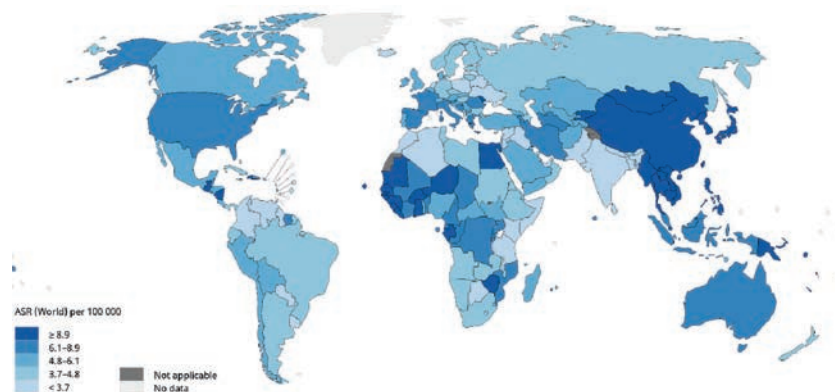 ASR (World) per 100 000
≥ 8.9
6.1–8.9
4.8–6.1
3.7–4.8
< 3.7
Not applicable
No data